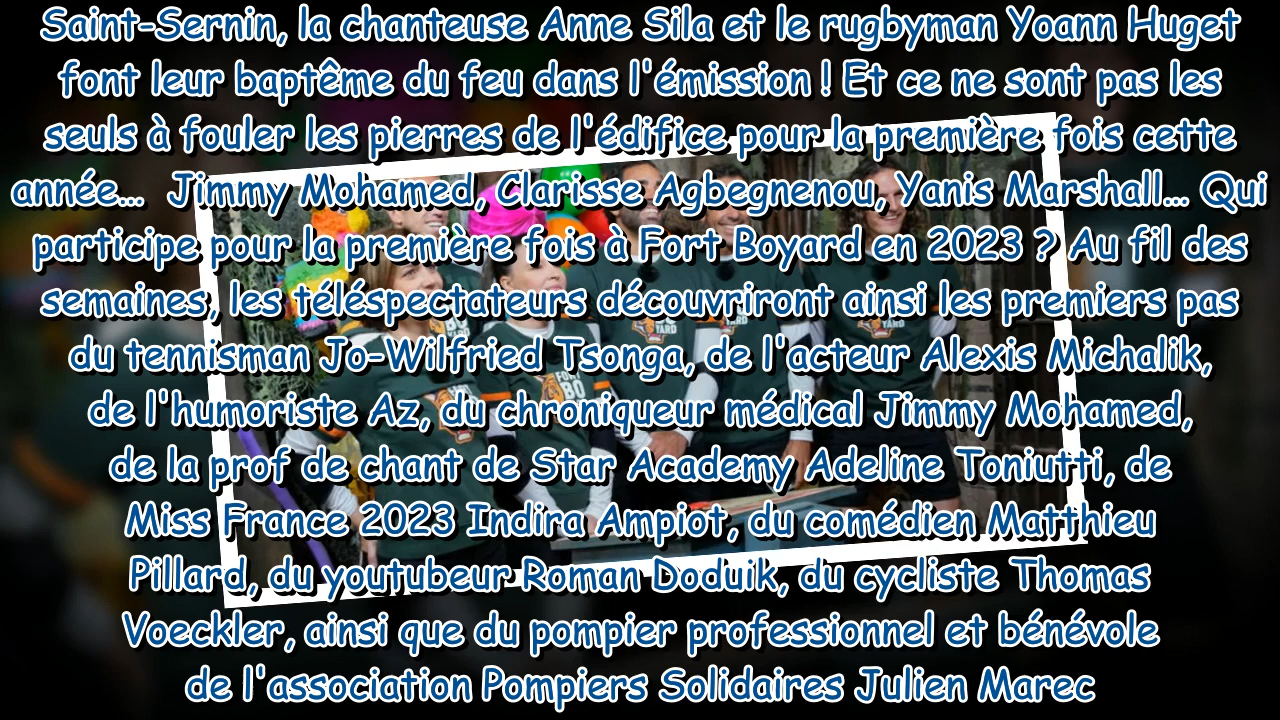 Saint-Sernin, la chanteuse Anne Sila et le rugbyman Yoann Huget
font leur baptême du feu dans l'émission ! Et ce ne sont pas les
seuls à fouler les pierres de l'édifice pour la première fois cette
année... Jimmy Mohamed, Clarisse Agbegnenou, Yanis Marshall... Qui
participe pour la première fois à Fort Boyard en 2023 ? Au fil des
semaines, les téléspectateurs découvriront ainsi les premiers pas
du tennisman Jo-Wilfried Tsonga, de l'acteur Alexis Michalik,
de l'humoriste Az, du chroniqueur médical Jimmy Mohamed,
de la prof de chant de Star Academy Adeline Toniutti, de
Miss France 2023 Indira Ampiot, du comédien Matthieu
Pillard, du youtubeur Roman Doduik, du cycliste Thomas
Voeckler, ainsi que du pompier professionnel et bénévole
de l'association Pompiers Solidaires Julien Marec